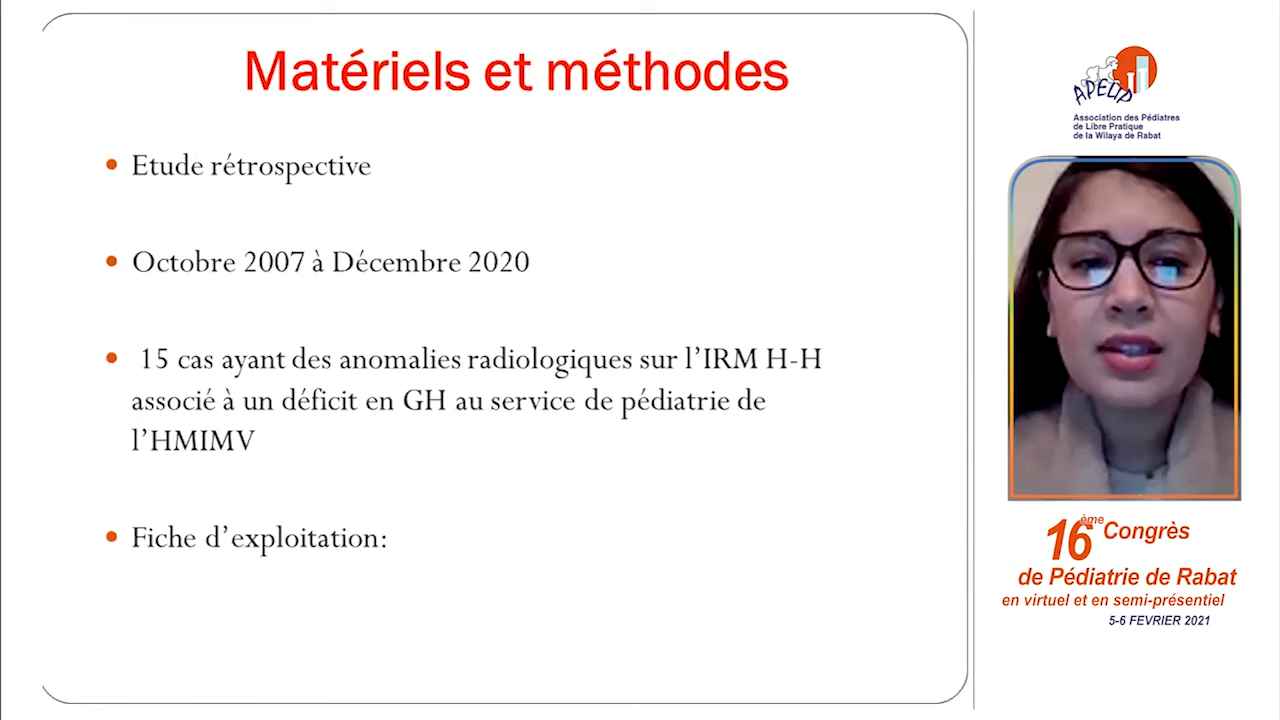 Matériels et méthodes
• Etude rétrospective
• Octobre 2007 à Décembre 2020
• 15 cas ayant des anomalies radiologiques sur l’IRM H-H
associé à un déficit en GH au service de pédiatrie de
l’HMIMV
• Fiche d’exploitation:
APELIP
Association des Pédiatres
de Libre Pratique
de la Wilaya de Rabat
16ème Congrès
de Pédiatrie de Rabat
en virtuel et en semi-présentiel
5-6 FEVRIER 2021